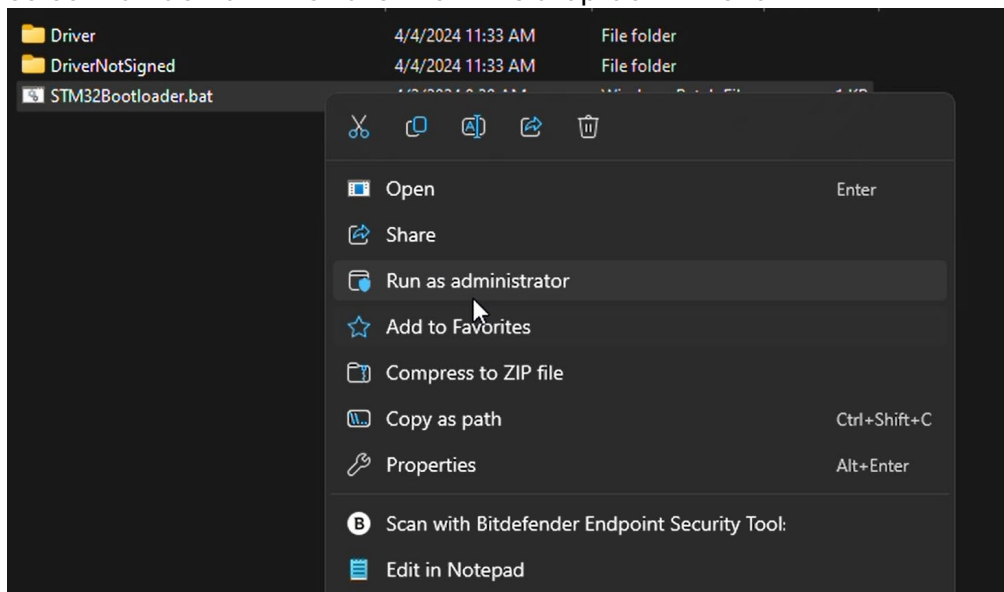 Driver 4/4/2024 11:33 AM File folder
DriverNotSigned 4/4/2024 11:33 AM File folder
STM32Bootloader.bat
Open Enter
Share
Run as administrator
Add to Favorites
Compress to ZIP file
Copy as path Ctrl+Shift+C
Properties Alt+Enter
B Scan with Bitdefender Endpoint Security Tool:
Edit in Notepad